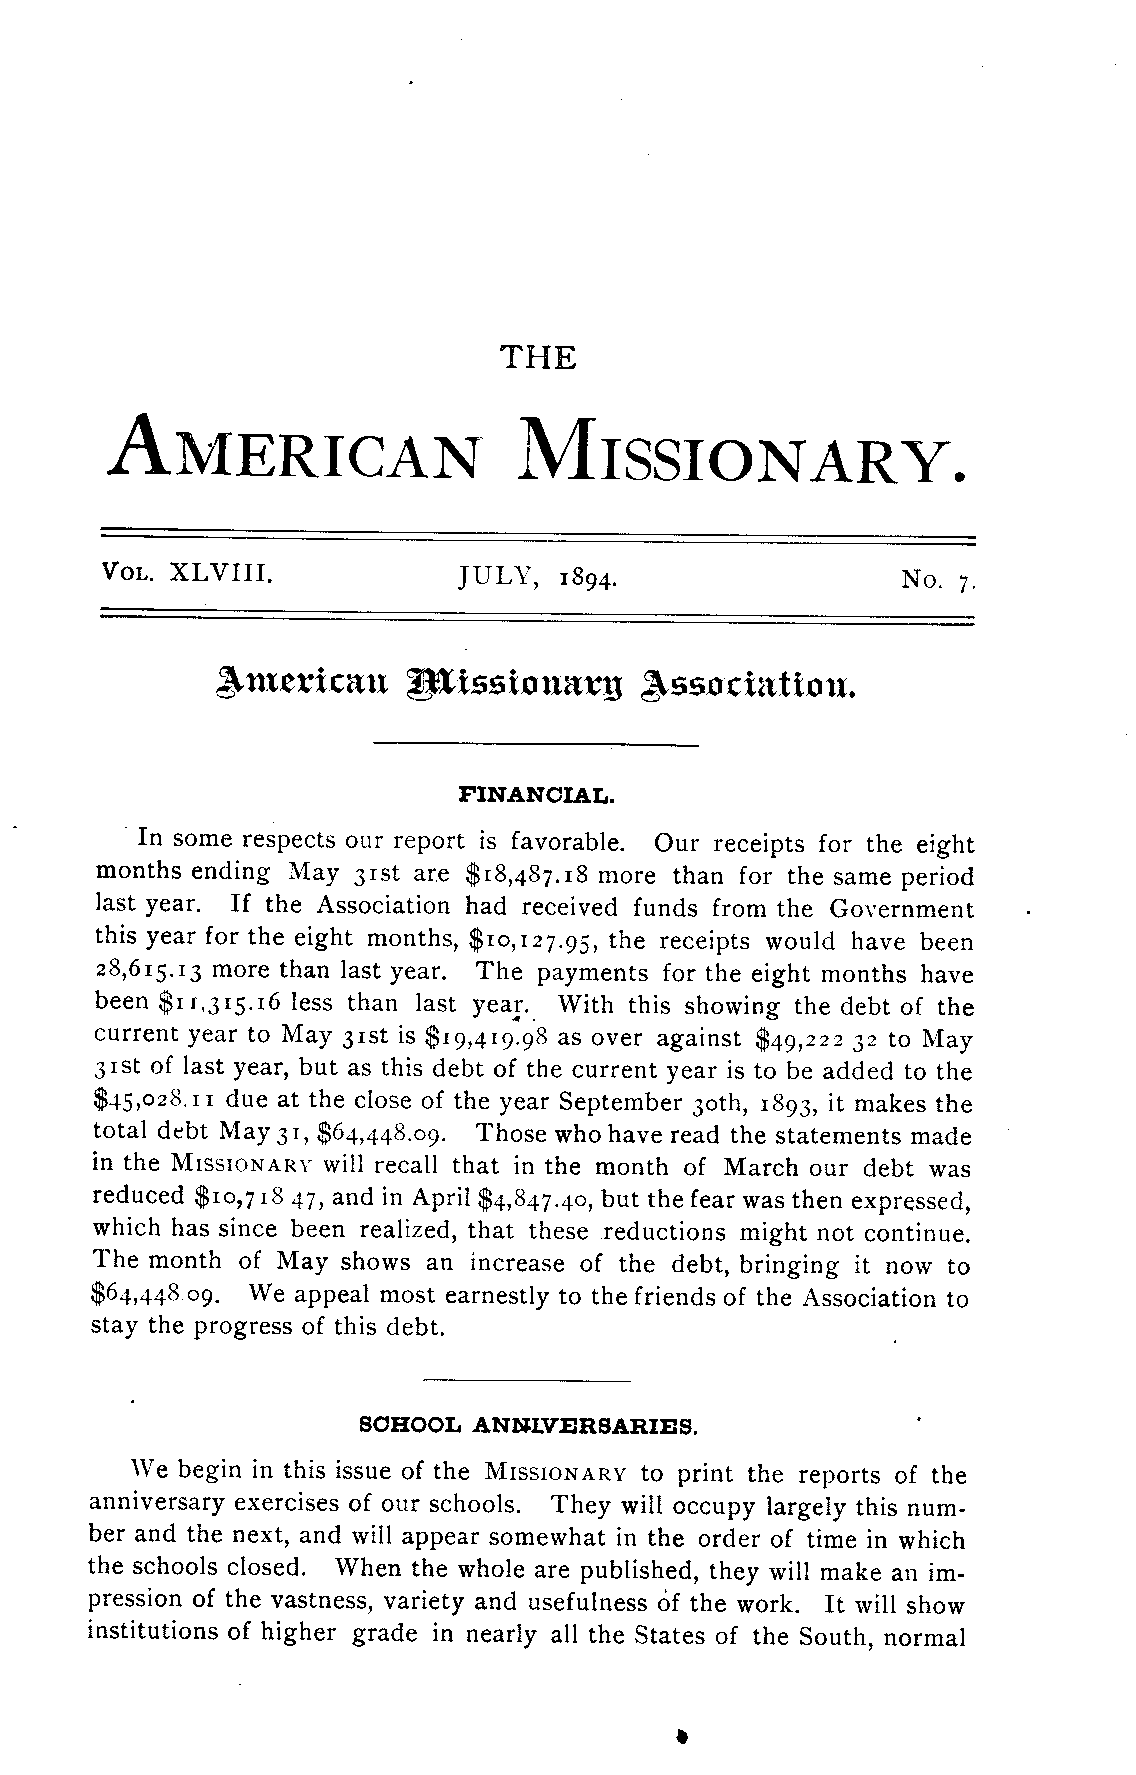 THE
AMERICAN MISSIONARY.
VOL. XLVIII. JULY, 1894. No. 7.
American Missionary Association.
FINANCIAL.
In some respects our report is favorable. Our receipts for the eight
months ending May 31st are $18,487.18 more than for the same period
last year. If the Association had received funds from the Government
this year for the eight months, $10,127.95, the receipts would have been
28,615.13 more than last year. The payments for the eight months have
been $11,315.16 less than last year. With this showing the debt of the
current year to May 31st is $19,419.98 as over against $49,222 32 to May
31st of last year, but as this debt of the current year is to be added to the
$45,028.11 due at the close of the year September 30th, 1893, it makes the
total debt May 31, $64,448.09. Those who have read the statements made
in the MISSIONARY will recall that in the month of March our debt was
reduced $10,718 47, and in April $4,847.40, but the fear was then expressed,
which has since been realized, that these reductions might not continue.
The month of May shows an increase of the debt, bringing it now to
$64,448.09. We appeal most earnestly to the friends of the Association to
stay the progress of this debt.
SCHOOL ANNIVERSARIES.
We begin in this issue of the MISSIONARY to print the reports of the
anniversary exercises of our schools. They will occupy largely this num-
ber and the next, and will appear somewhat in the order of time in which
the schools closed. When the whole are published, they will make an im-
pression of the vastness, variety and usefulness of the work. It will show
institutions of higher grade in nearly all the States of the South, normal